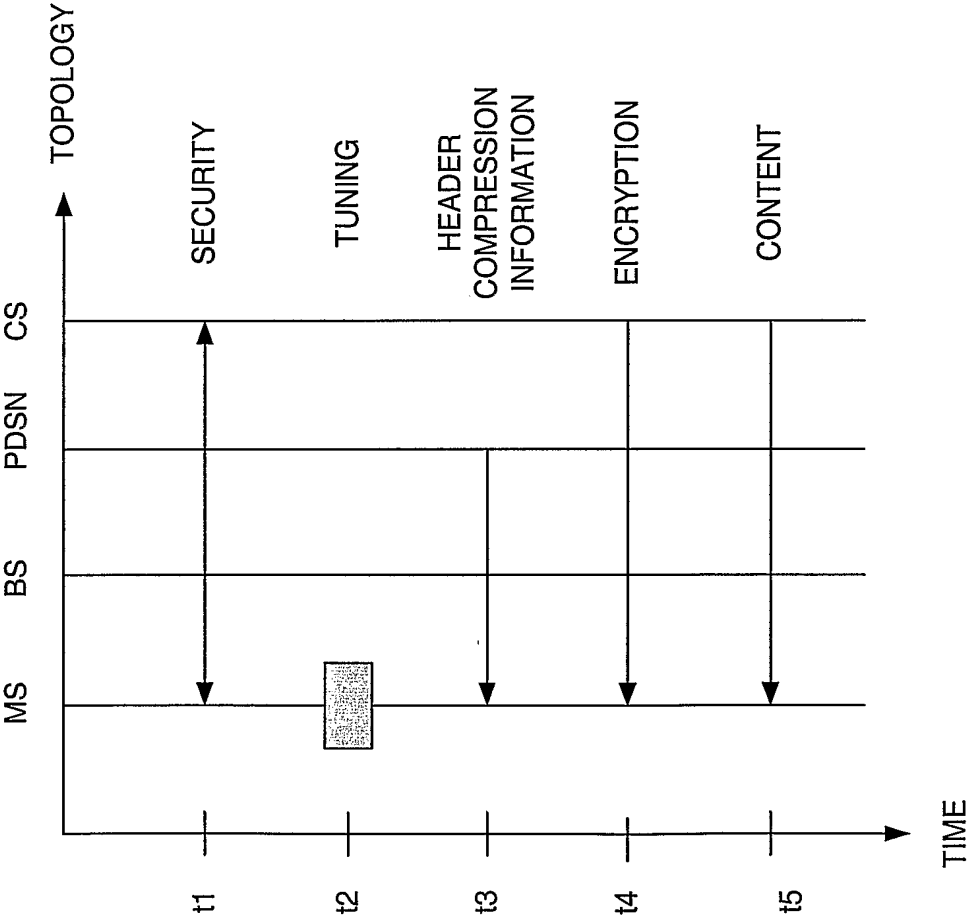 TOPOLOGY
CS
PDSN
BS
MS
SECURITY
TUNING
HEADER
COMPRESSION
INFORMATION
ENCRYPTION
CONTENT
t1
t2
t3
t4
t5
TIME